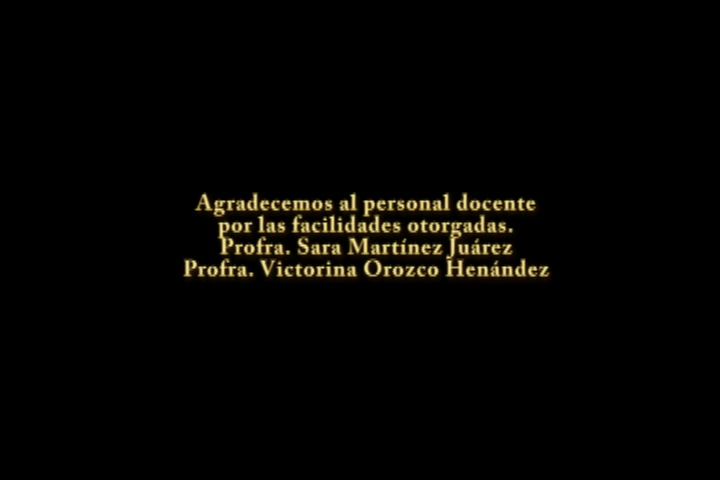 Agradecemos al personal docente
por las facilidades otorgadas.
Profra. Sara Martínez Juárez
Profra. Victorina Orozco Henández